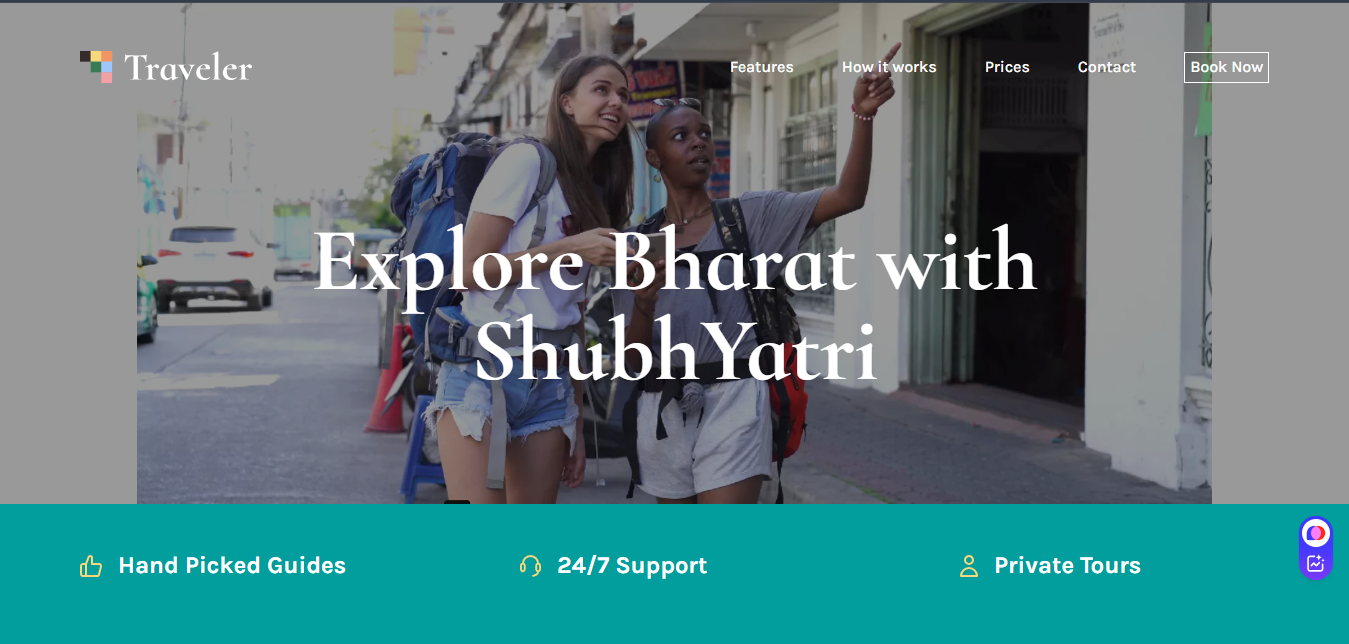 Traveler
Features
How it works
Prices
Contact
Book Now
Explore Bharat with
ShubhYatri
Hand Picked Guides
24/7 Support
Private Tours